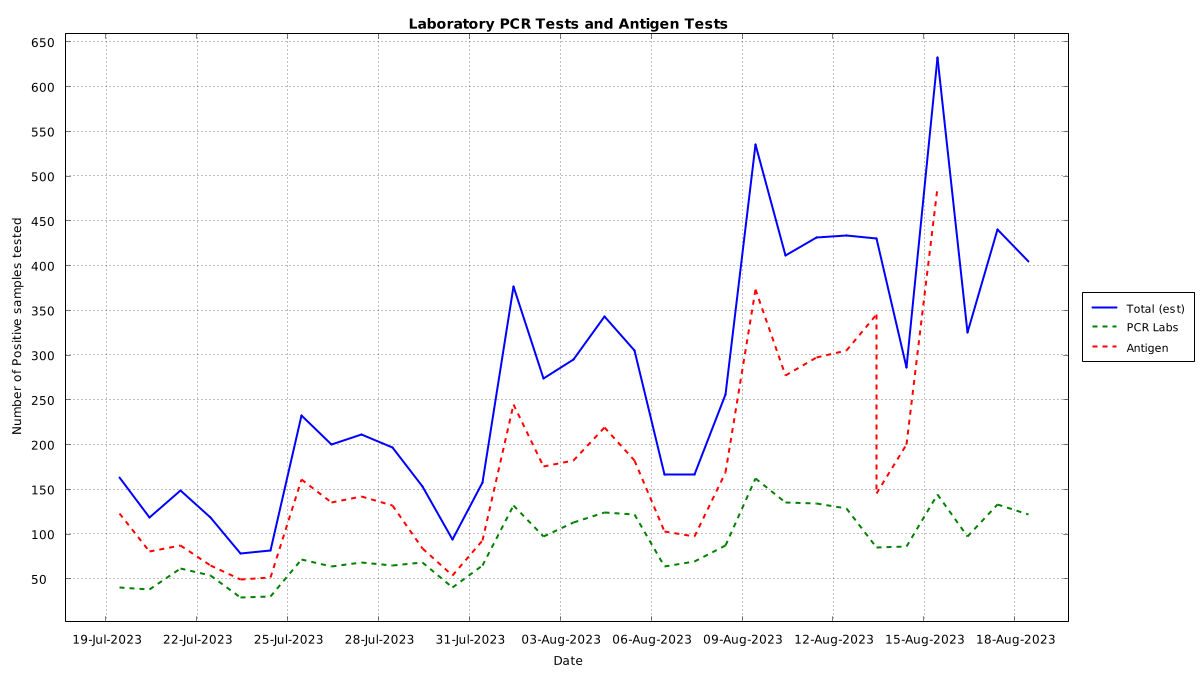 Laboratory PCR Tests and Antigen Tests
650
600
550
500
450
400
350
300
250
200
150
100
50
Number of Positive samples tested
19-Jul-2023 22-Jul-2023 25-Jul-2023 28-Jul-2023 31-Jul-2023 03-Aug-2023 06-Aug-2023 09-Aug-2023 12-Aug-2023 15-Aug-2023 18-Aug-2023
Date
Total (est)
PCR Labs
Antigen